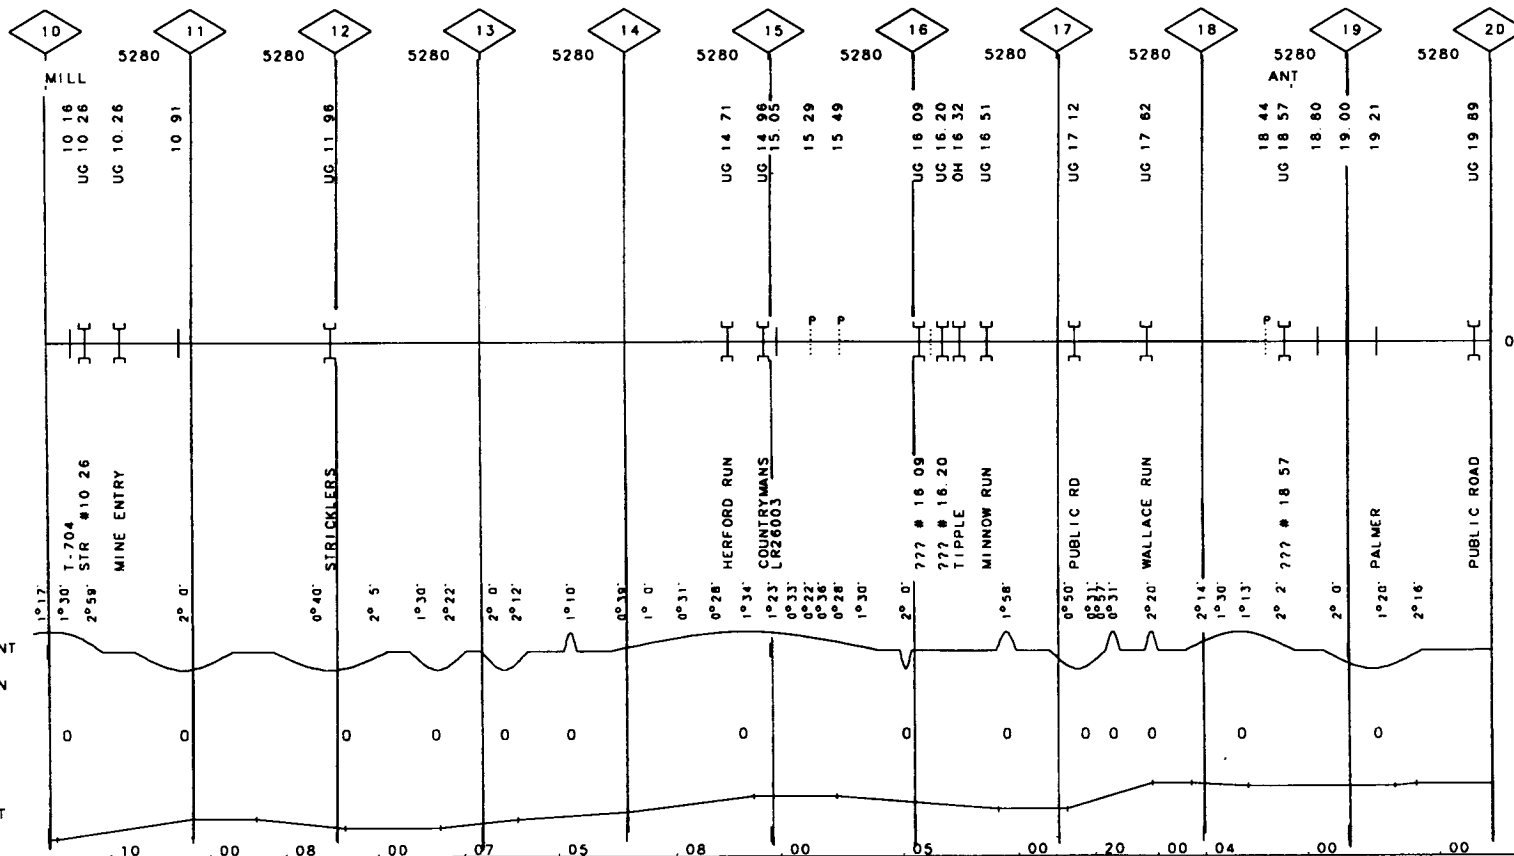 10 11 12 13 14 15 16 17 18 19 20
5280 5280 5280 5280 5280 5280 5280 5280 5280 5280
MILL ANT
10 16
UG 10 26
UG 10.26
10 91
UG 11 96
UG 14 71
UG 14 96
15.05
15 29
15 49
UG 16 09
UG 16.20
OH 16 32
UG 16 51
UG 17 12
UG 17 62
18 44
UG 18 57
18.80
19.00
19 21
UG 19 89
P P P
0
T-704
STR #10 26
MINE ENTRY
STRICKLERS
HERFORD RUN
COUNTRYMANS
LR26003
??? # 16 09
??? # 16.20
TIPPLE
MINNOW RUN
PUBLIC RD
WALLACE RUN
??? # 18 57
PALMER
PUBLIC ROAD
1°17'
1°30'
2°59'
2° 0'
0°40'
2° 5'
1°30'
2°22'
2° 0'
2°12'
1°10'
0°39'
1° 0'
0°31'
0°28'
1°34'
1°23'
0°33'
0°22'
0°36'
0°28'
1°30'
2° 0'
1°58'
0°50'
0°31'
0°57'
0°31'
2°20'
2°14'
1°30'
1°13'
2° 2'
2° 0'
1°20'
2°16'
NT
N
0 0 0 0 0 0 0 0 0 0 0 0 0 0
T
.10 .00 .08 .00 .07 .05 .08 .00 .05 .00 .20 .00 .04 .00 .00